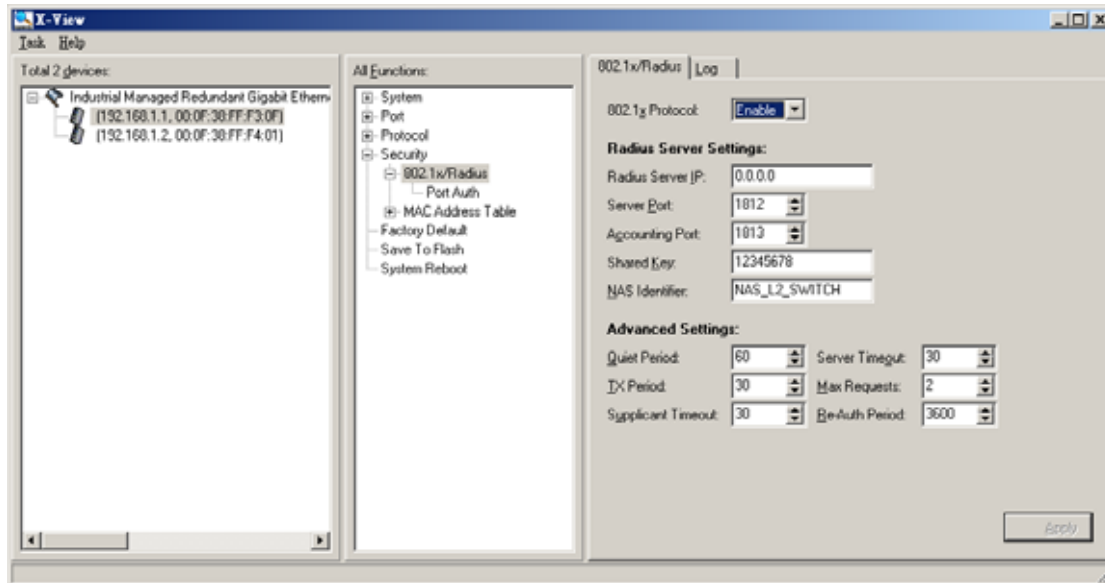 X-View
Task Help
Total 2 devices:
Industrial Managed Redundant Gigabit Ethern
(192.168.1.1, 00:0F:38:FF:F3:0F)
(192.168.1.2, 00:0F:38:FF:F4:01)
All Functions:
System
Port
Protocol
Security
802.1x/Radius
Port Auth
MAC Address Table
Factory Default
Save To Flash
System Reboot
802.1x/Radius Log
802.1x Protocol: Enable
Radius Server Settings:
Radius Server IP: 0.0.0.0
Server Port: 1812
Accounting Port: 1813
Shared Key: 12345678
NAS Identifier: NAS_L2_SWITCH
Advanced Settings:
Quiet Period: 60 Server Timeout: 30
TX Period: 30 Max Requests: 2
Supplicant Timeout: 30 Re-Auth Period: 3600
Apply